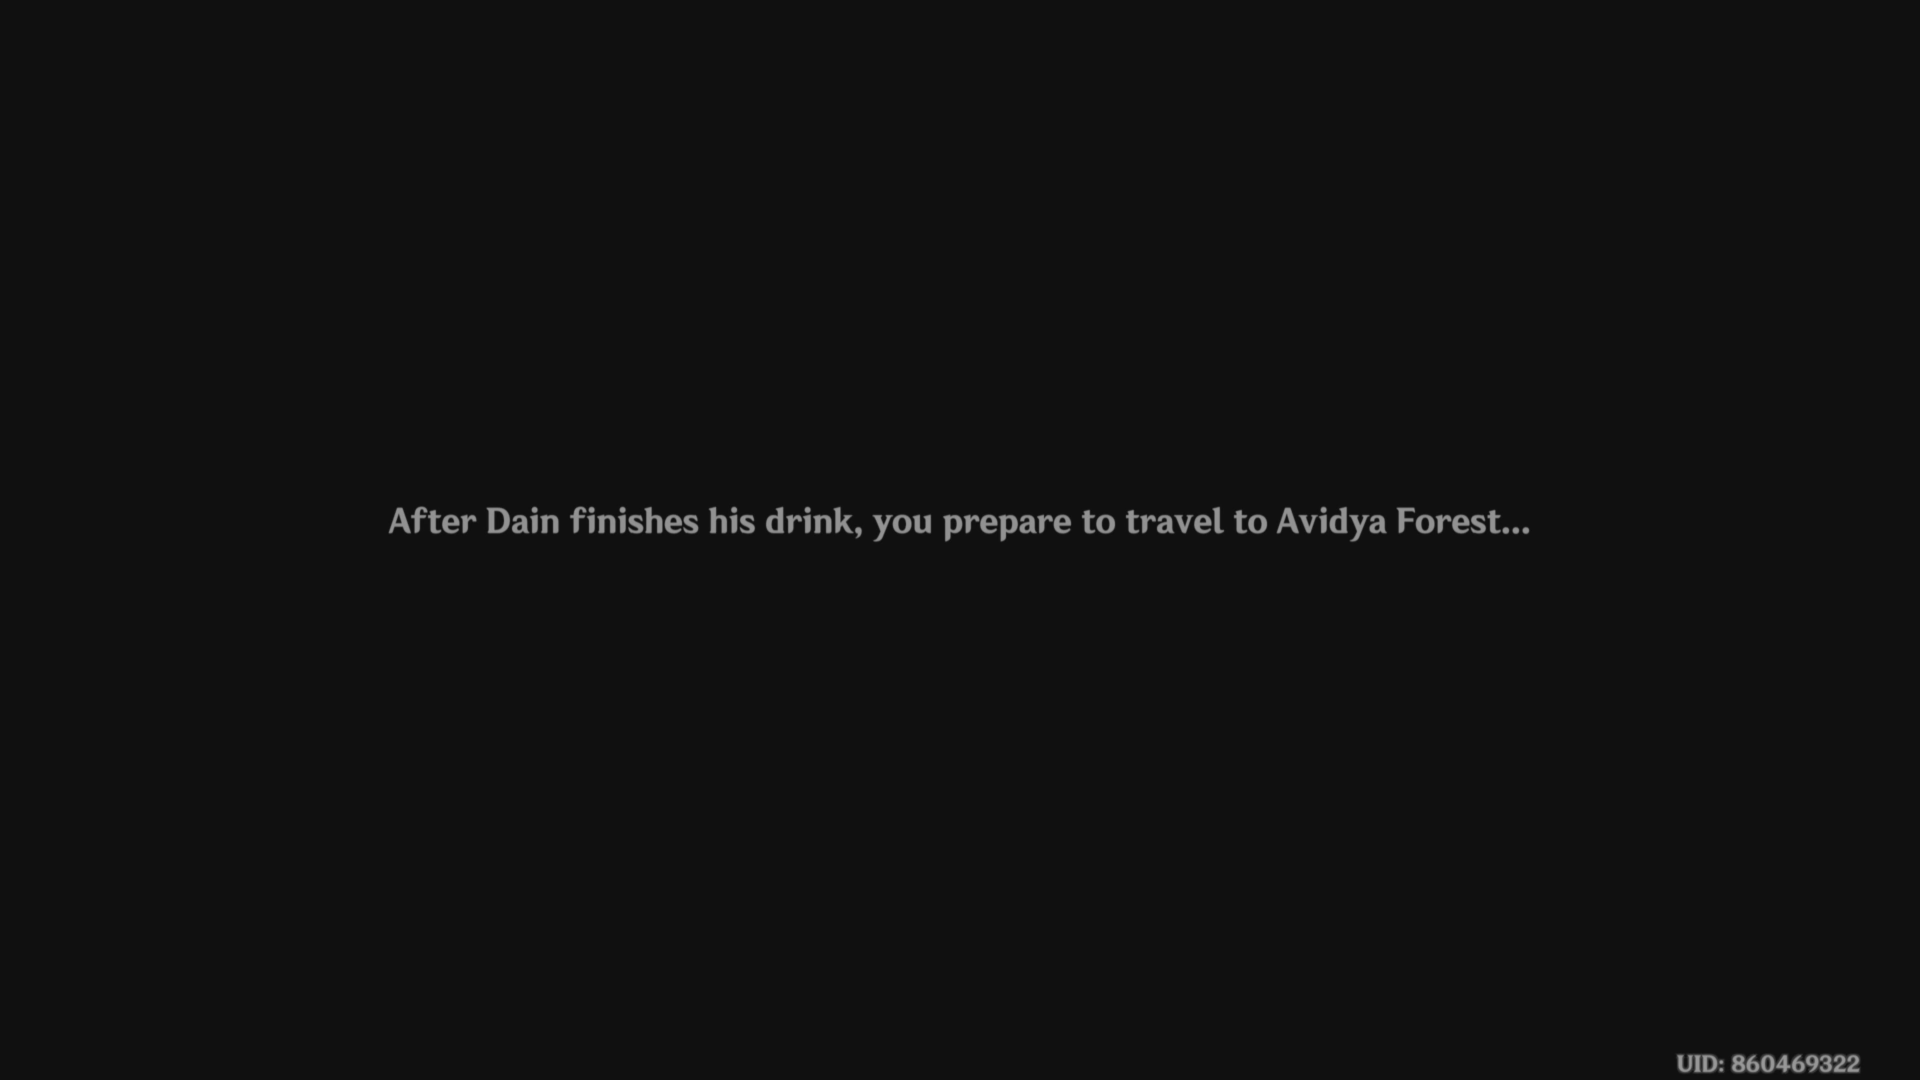 After Dain finishes his drink, you prepare to travel to Avidya Forest...
UID: 860469322